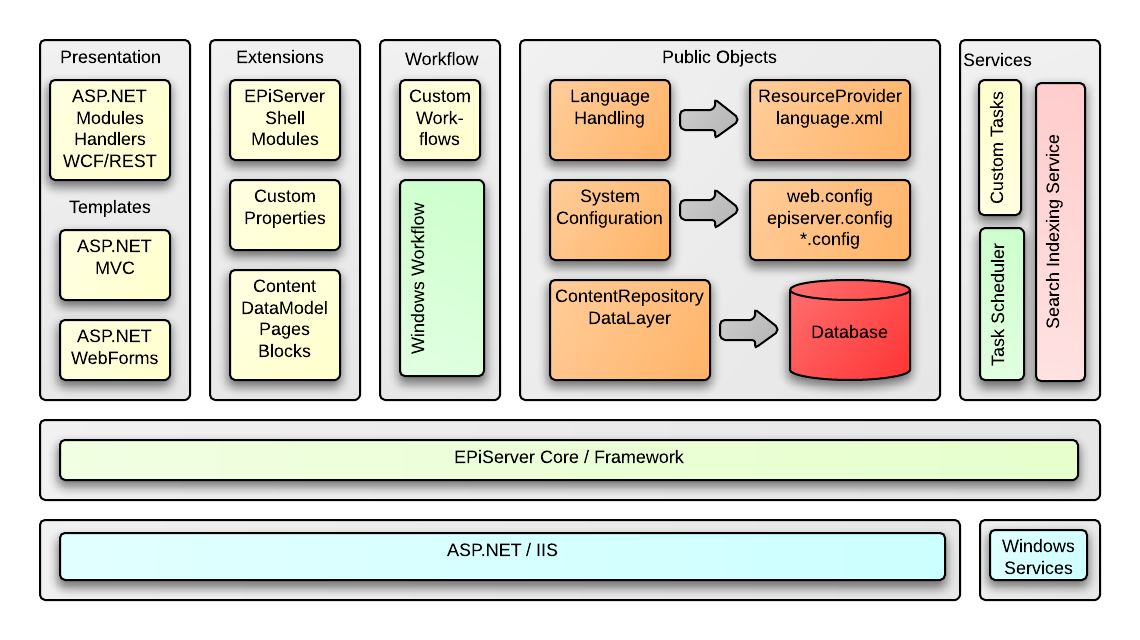 Presentation
ASP.NET
Modules
Handlers
WCF/REST
Templates
ASP.NET
MVC
ASP.NET
WebForms
Extensions
EPiServer
Shell
Modules
Custom
Properties
Content
DataModel
Pages
Blocks
Workflow
Custom
Work-
flows
Windows Workflow
Public Objects
Language
Handling
ResourceProvider
language.xml
System
Configuration
web.config
episerver.config
*.config
ContentRepository
DataLayer
Database
Services
Custom Tasks
Task Scheduler
Search Indexing Service
EPiServer Core / Framework
ASP.NET / IIS
Windows
Services